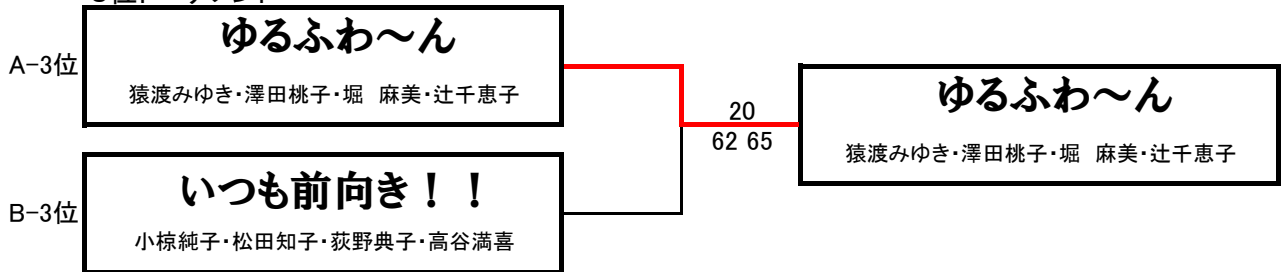 A-3位
ゆるふわ～ん
猿渡みゆき・澤田桃子・堀　麻美・辻千恵子
20
62 65
ゆるふわ～ん
猿渡みゆき・澤田桃子・堀　麻美・辻千恵子
B-3位
いつも前向き！！
小椋純子・松田知子・荻野典子・高谷満喜